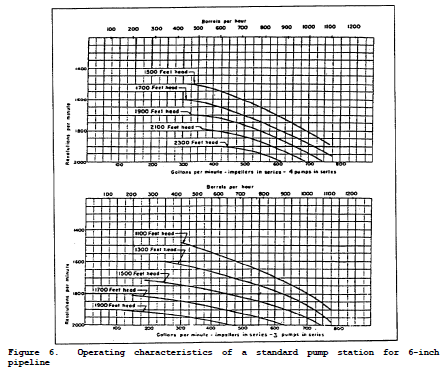 Barrels per hour
100 200 300 400 500 600 700 800 900 1000 1100 1200
1400
1600
1800
2000
Revolutions per minute
1500 Feet head
1700 Feet head
1900 Feet head
2100 Feet head
2300 Feet head
100 200 300 400 500 600 700 800
Gallons per minute - impellers in series - 4 pumps in series
Barrels per hour
100 200 300 400 500 600 700 800 900 1000 1100 1200
1400
1600
1800
2000
Revolutions per minute
1100 Feet head
1300 Feet head
1500 Feet head
1700 Feet head
1900 Feet head
100 200 300 400 500 600 700 800
Gallons per minute - impellers in series - 3 pumps in series
Figure 6. Operating characteristics of a standard pump station for 6-inch
pipeline